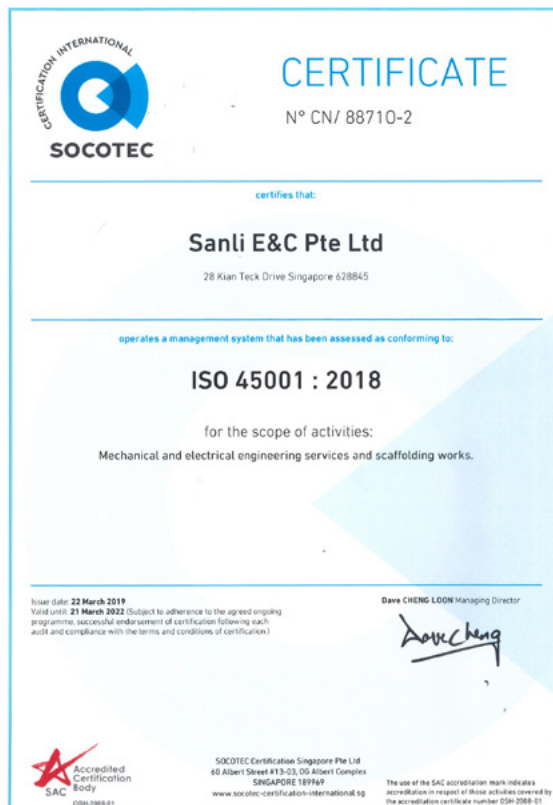 CERTIFICATION INTERNATIONAL
SOCOTEC
CERTIFICATE
N° CN/ 88710-2
certifies that:
Sanli E&C Pte Ltd
28 Kian Teck Drive Singapore 628845
operates a management system that has been assessed as conforming to:
ISO 45001 : 2018
for the scope of activities:
Mechanical and electrical engineering services and scaffolding works.
Issue date: 22 March 2019
Valid until: 21 March 2022 (Subject to adherence to the agreed ongoing
programme, successful endorsement of certification following each
audit and compliance with the terms and conditions of certification.)
Dave CHENG LOON Managing Director
Dave Cheng
SAC
Accredited
Certification
Body
OSH-2008-01
SOCOTEC Certification Singapore Pte Ltd
60 Albert Street #13-03, OG Albert Complex
SINGAPORE 189969
www.socotec-certification-international.sg
The use of the SAC accreditation mark indicates
accreditation in respect of those activities covered by
the accreditation certificate number OSH-2008-01